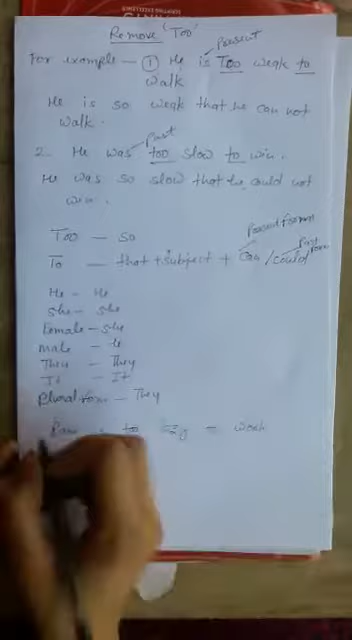 Remove "Too"
Present
For example — ① He is Too weak to
walk
He is so weak that he can not
walk.
Past
2. He was too slow to win.
He was so slow that he could not
win.
Too — so
Present Form
To — that + subject + can /could
Past Form
He — He
She — She
Female — she
Male — He
They — They
It — It
Plural Form — They
to